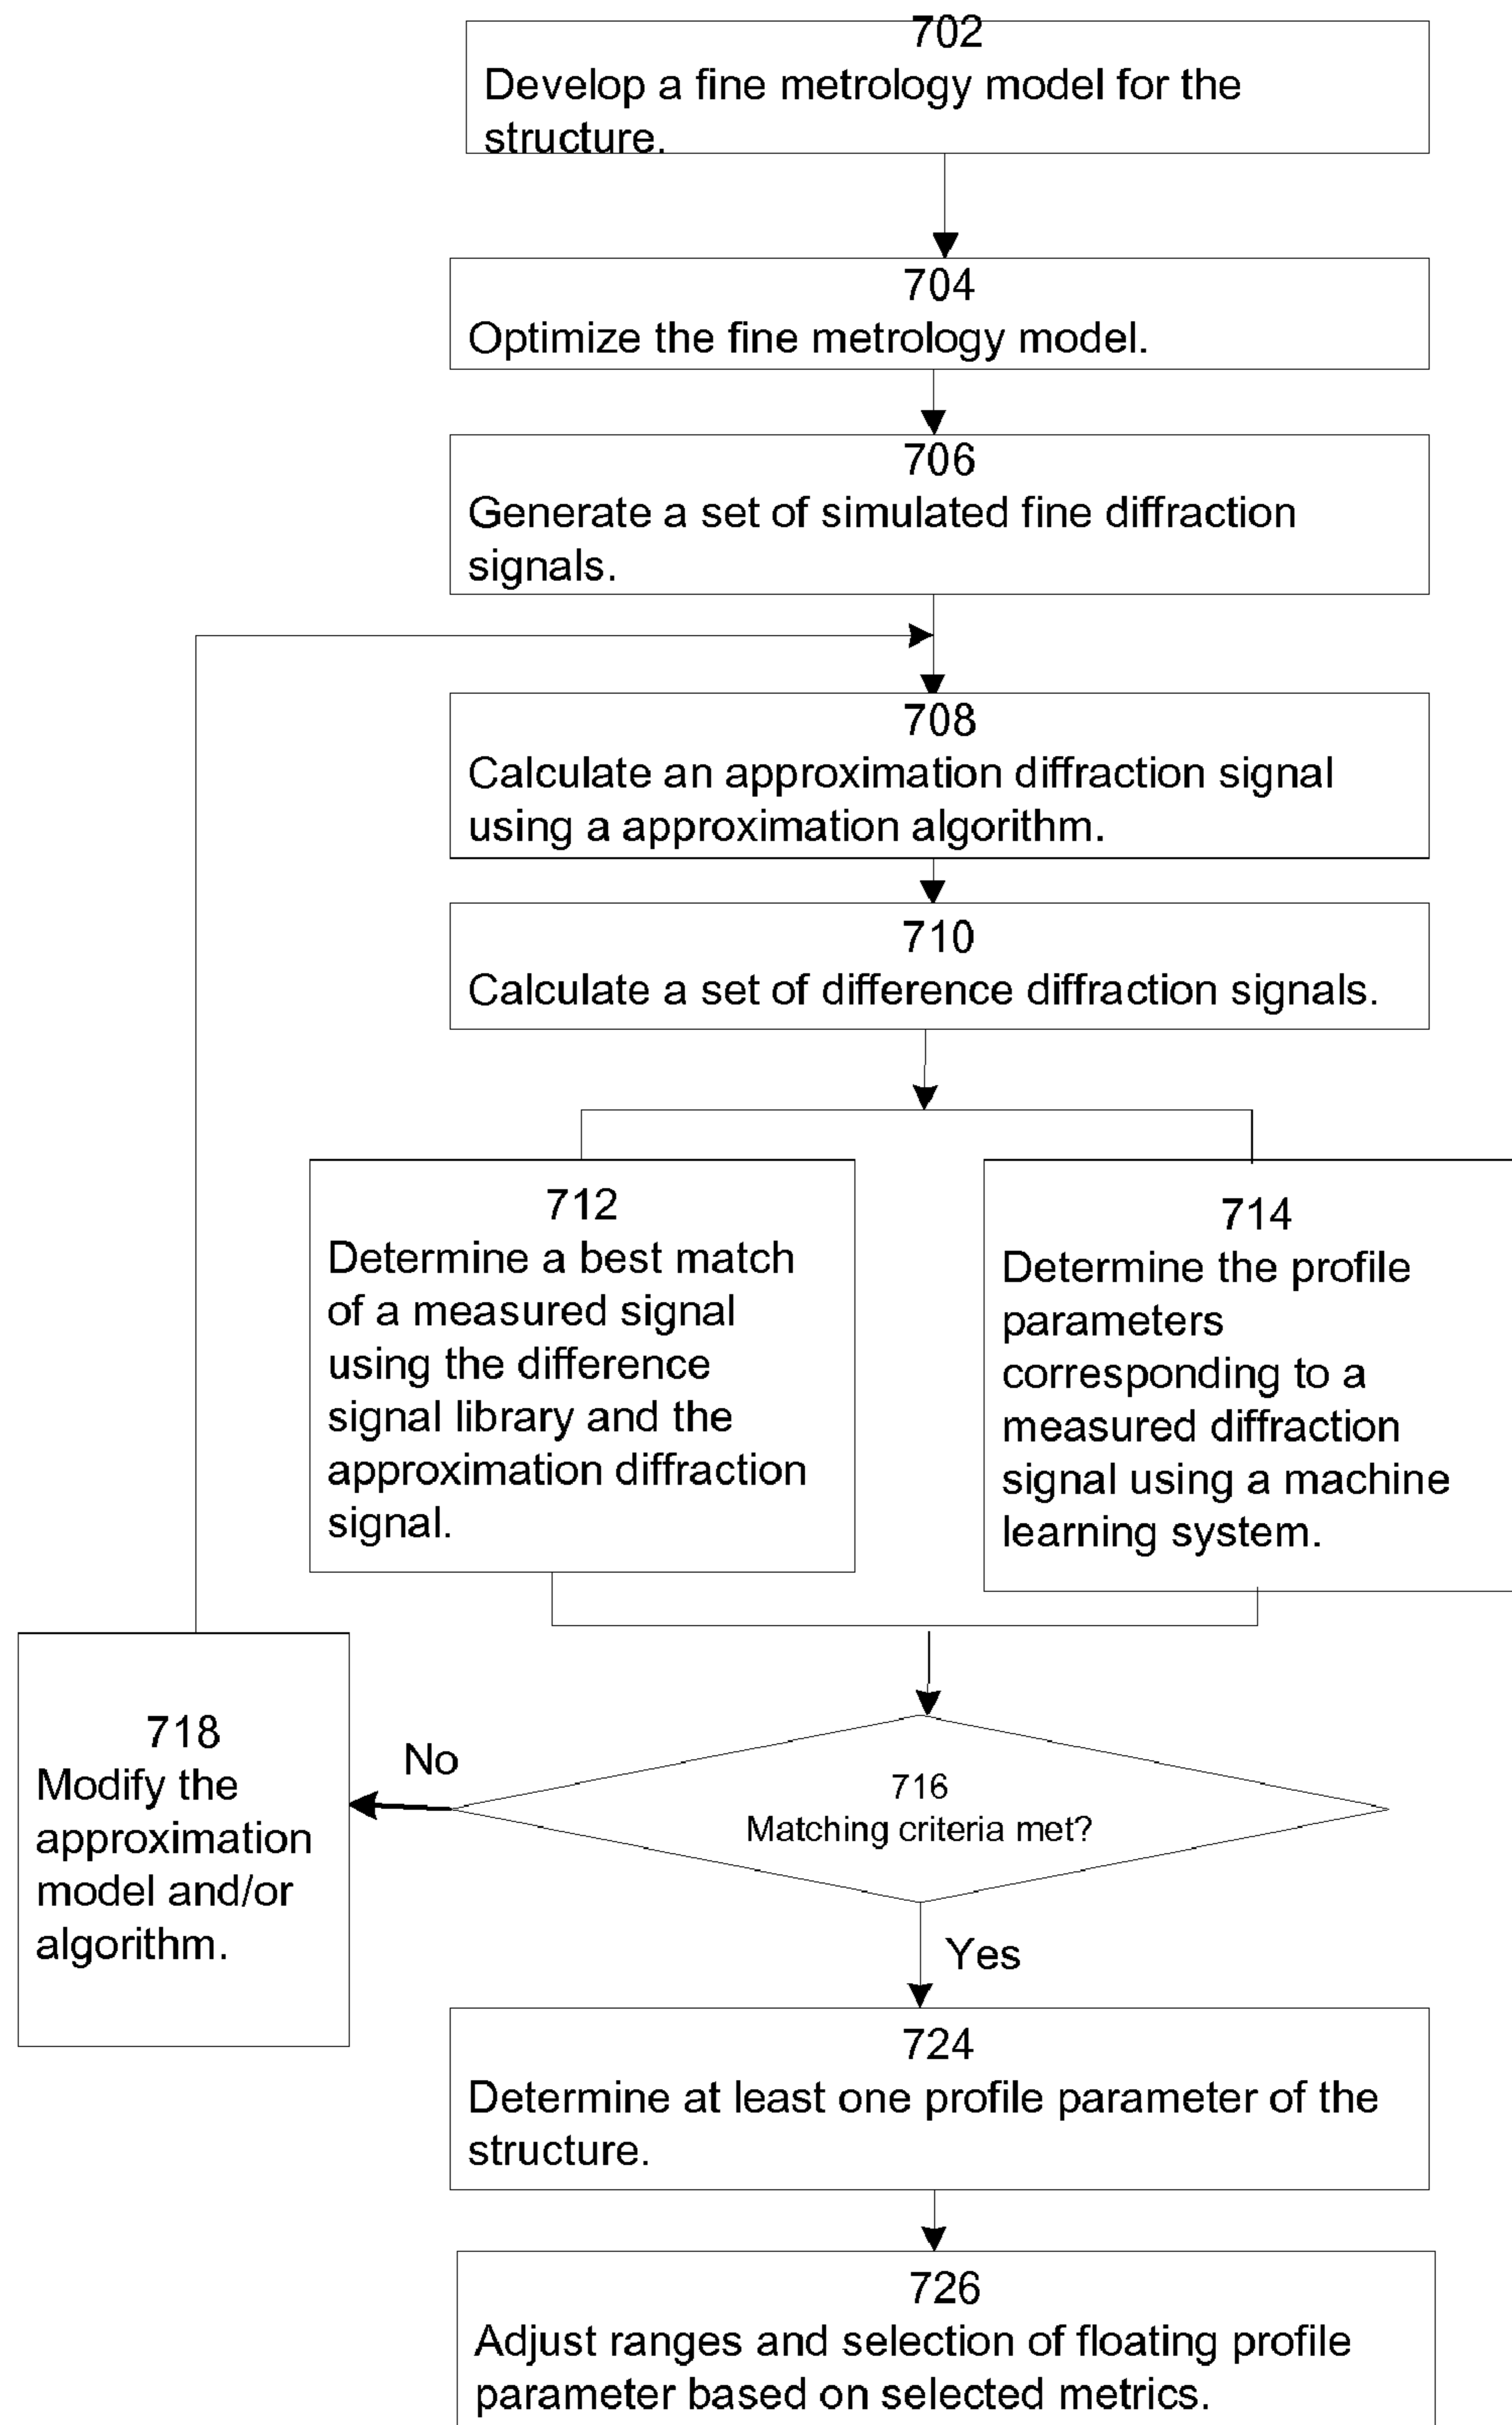 702
Develop a fine metrology model for the
structure.
704
Optimize the fine metrology model.
706
Generate a set of simulated fine diffraction
signals.
708
Calculate an approximation diffraction signal
using a approximation algorithm.
710
Calculate a set of difference diffraction signals.
712
Determine a best match
of a measured signal
using the difference
signal library and the
approximation diffraction
signal.
714
Determine the profile
parameters
corresponding to a
measured diffraction
signal using a machine
learning system.
716
Matching criteria met?
No
718
Modify the
approximation
model and/or
algorithm.
Yes
724
Determine at least one profile parameter of the
structure.
726
Adjust ranges and selection of floating profile
parameter based on selected metrics.